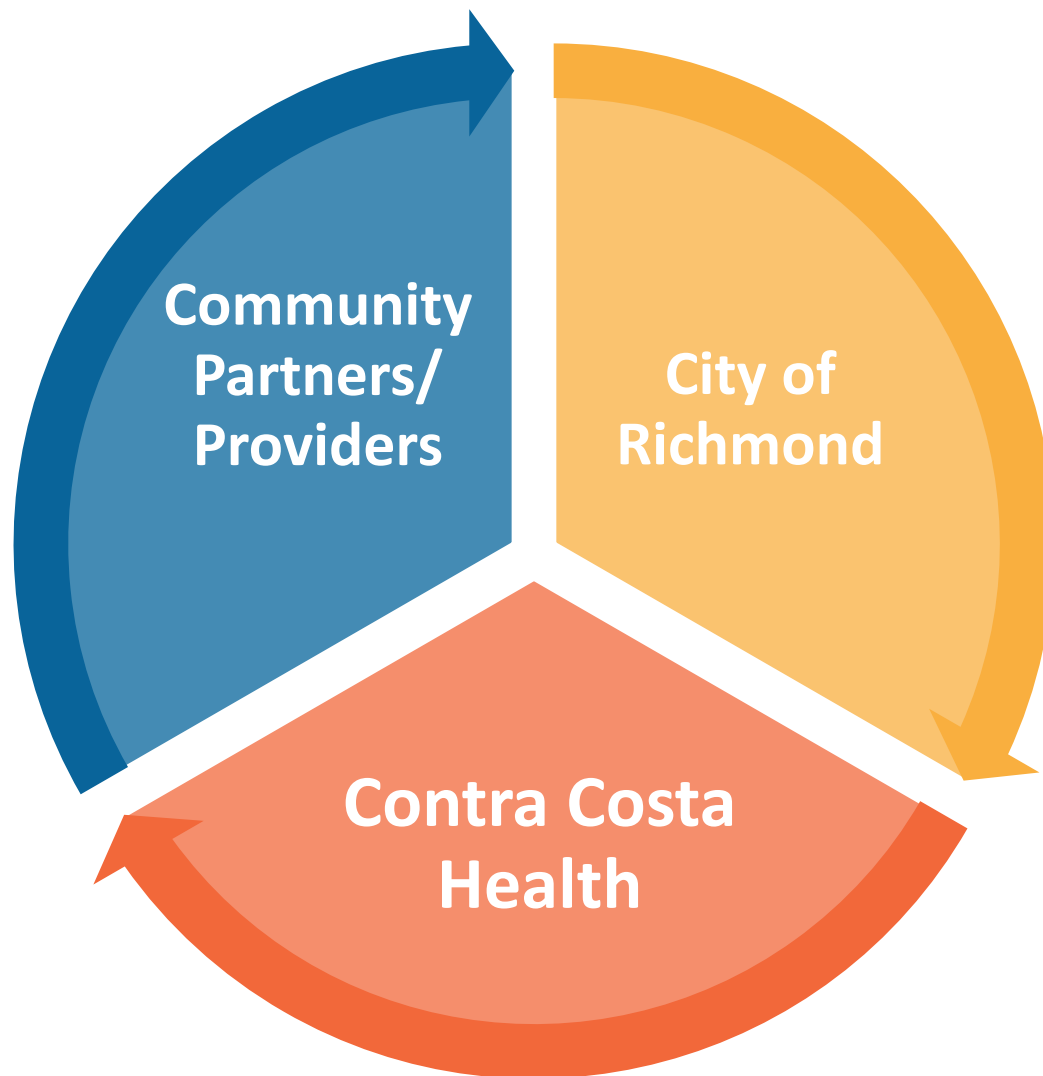 Community
Partners/
Providers
City of
Richmond
Contra Costa
Health